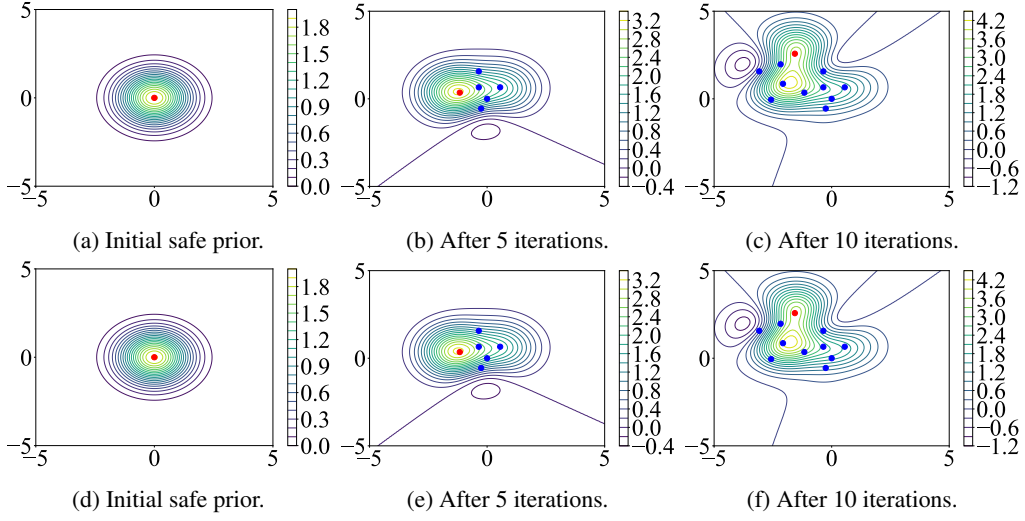 5 0 −5 −5 0 5 1.8 1.5 1.2 0.9 0.6 0.3 0.0
5 0 −5 −5 0 5 3.2 2.8 2.4 2.0 1.6 1.2 0.8 0.4 0.0 −0.4
5 0 −5 −5 0 5 4.2 3.6 3.0 2.4 1.8 1.2 0.6 0.0 −0.6 −1.2
(a) Initial safe prior.
(b) After 5 iterations.
(c) After 10 iterations.
5 0 −5 −5 0 5 1.8 1.5 1.2 0.9 0.6 0.3 0.0
5 0 −5 −5 0 5 3.2 2.8 2.4 2.0 1.6 1.2 0.8 0.4 0.0 −0.4
5 0 −5 −5 0 5 4.2 3.6 3.0 2.4 1.8 1.2 0.6 0.0 −0.6 −1.2
(d) Initial safe prior.
(e) After 5 iterations.
(f) After 10 iterations.